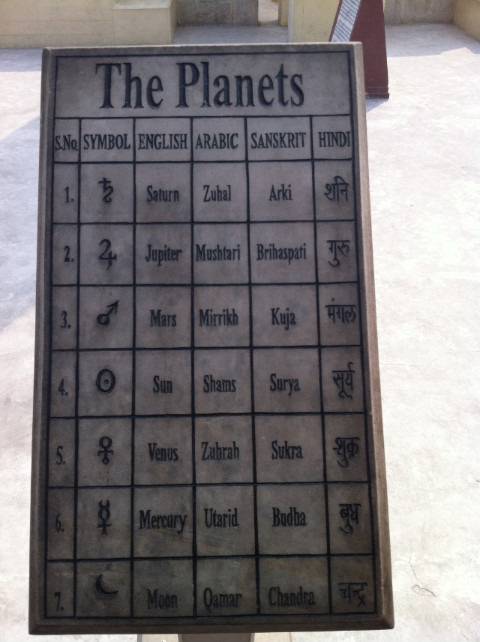 The Planets
S.No. SYMBOL ENGLISH ARABIC SANSKRIT HINDI
1. ♄ Saturn Zuhal Arki शनि
2. ♃ Jupiter Mushtari Brihaspati गुरु
3. ♂ Mars Mirrikh Kuja मंगल
4. ☉ Sun Shams Surya सूर्य
5. Venus Zuhrah Sukra शुक्र
6. ☿ Mercury Utarid Budha बुध
7. ☾ Moon Qamar Chandra चन्द्र